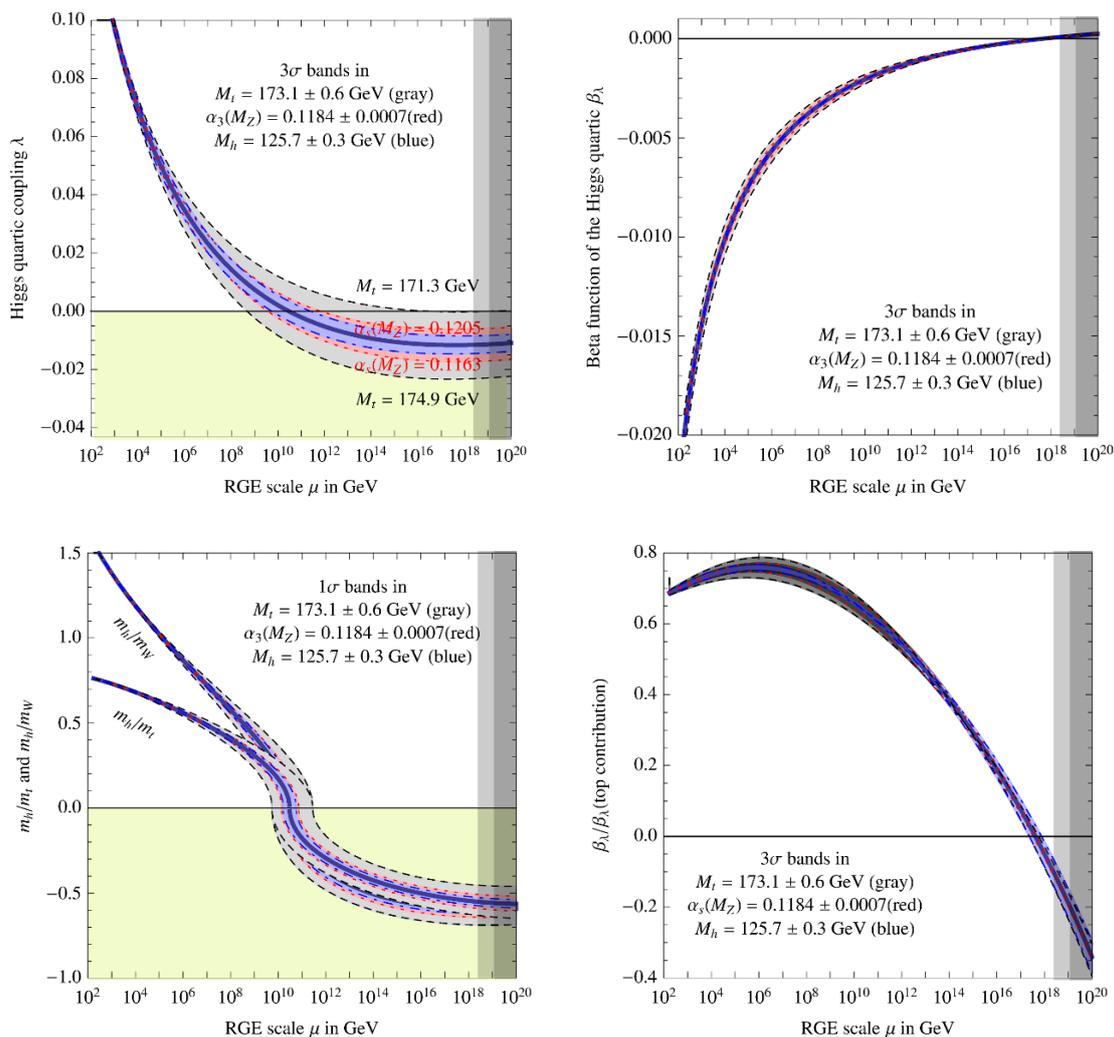 0.10
0.08
0.06
0.04
0.02
0.00
−0.02
−0.04
Higgs quartic coupling λ
3σ bands in
M_t = 173.1 ± 0.6 GeV (gray)
α_3(M_Z) = 0.1184 ± 0.0007(red)
M_h = 125.7 ± 0.3 GeV (blue)
M_t = 171.3 GeV
α_s(M_Z) = 0.1205
α_s(M_Z) = 0.1163
M_t = 174.9 GeV
10^2 10^4 10^6 10^8 10^10 10^12 10^14 10^16 10^18 10^20
RGE scale μ in GeV
0.000
−0.005
−0.010
−0.015
−0.020
Beta function of the Higgs quartic β_λ
3σ bands in
M_t = 173.1 ± 0.6 GeV (gray)
α_3(M_Z) = 0.1184 ± 0.0007(red)
M_h = 125.7 ± 0.3 GeV (blue)
10^2 10^4 10^6 10^8 10^10 10^12 10^14 10^16 10^18 10^20
RGE scale μ in GeV
1.5
1.0
0.5
0.0
−0.5
−1.0
m_h/m_t and m_h/m_W
1σ bands in
M_t = 173.1 ± 0.6 GeV (gray)
α_3(M_Z) = 0.1184 ± 0.0007(red)
M_h = 125.7 ± 0.3 GeV (blue)
m_h/m_W
m_h/m_t
10^2 10^4 10^6 10^8 10^10 10^12 10^14 10^16 10^18 10^20
RGE scale μ in GeV
0.8
0.6
0.4
0.2
0.0
−0.2
−0.4
β_λ/β_λ(top contribution)
3σ bands in
M_t = 173.1 ± 0.6 GeV (gray)
α_s(M_Z) = 0.1184 ± 0.0007(red)
M_h = 125.7 ± 0.3 GeV (blue)
10^2 10^4 10^6 10^8 10^10 10^12 10^14 10^16 10^18 10^20
RGE scale μ in GeV